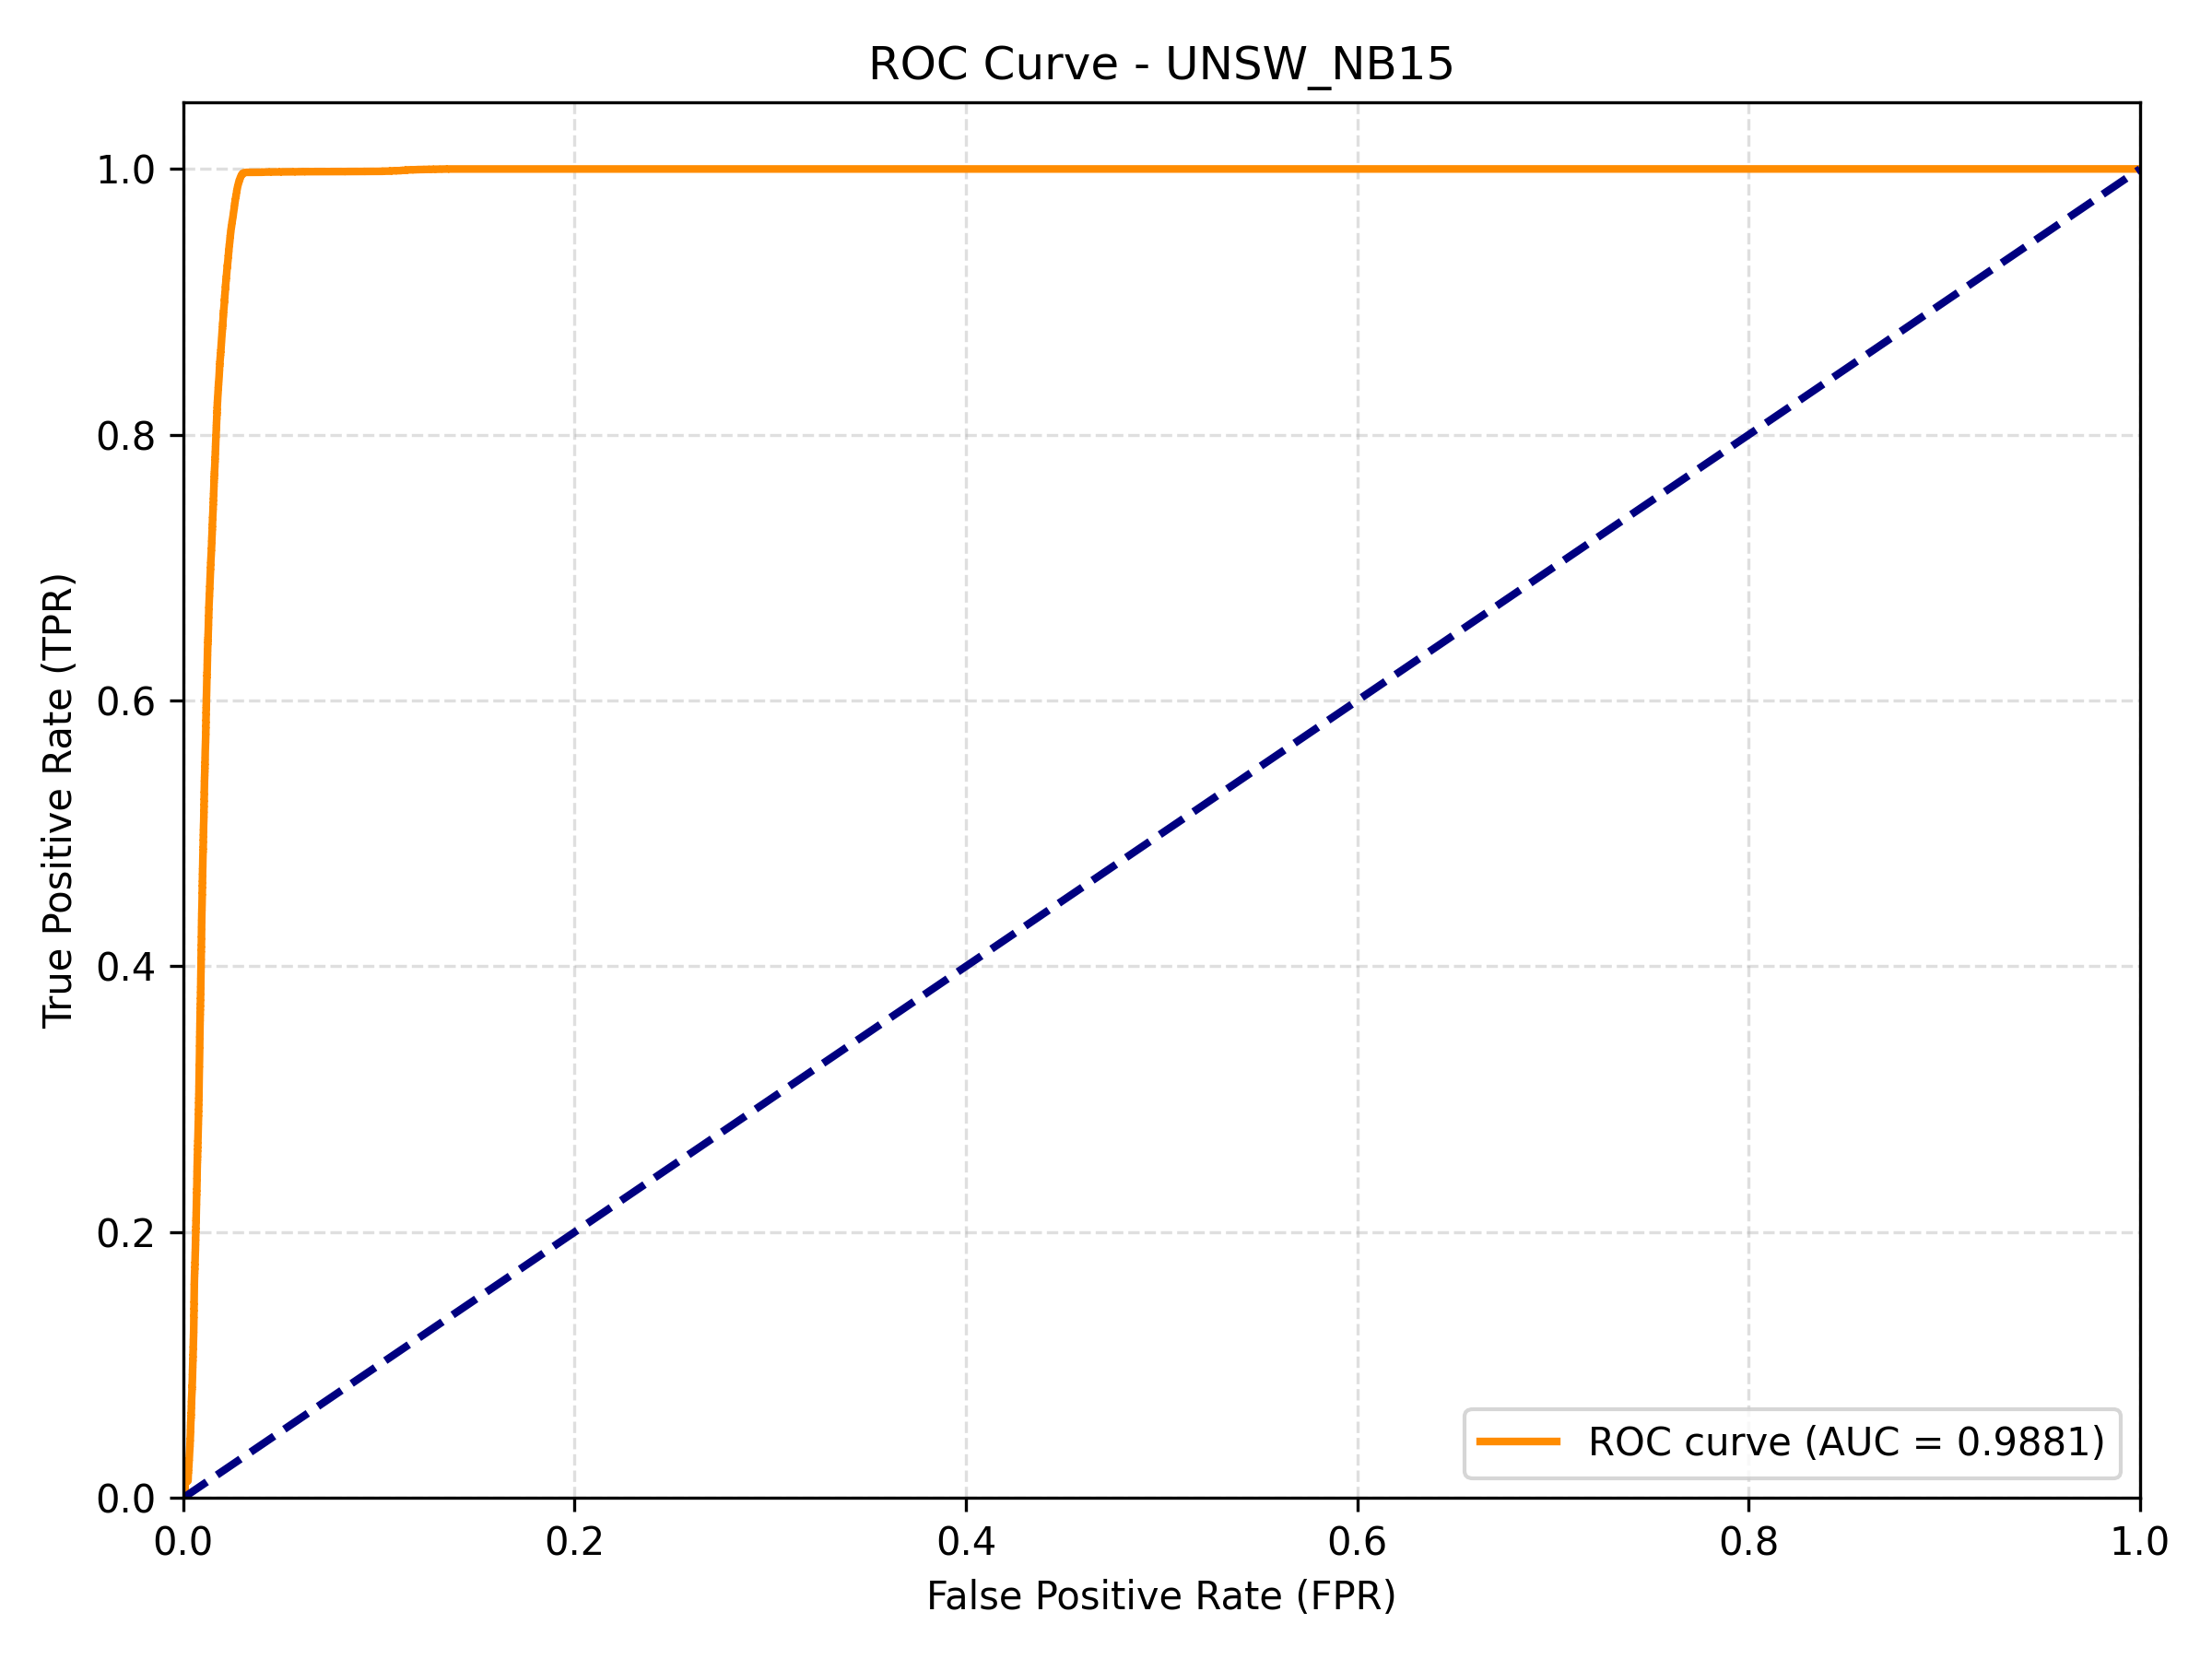 ROC Curve - UNSW_NB15
True Positive Rate (TPR)
1.0
0.8
0.6
0.4
0.2
0.0
0.0 0.2 0.4 0.6 0.8 1.0
False Positive Rate (FPR)
ROC curve (AUC = 0.9881)